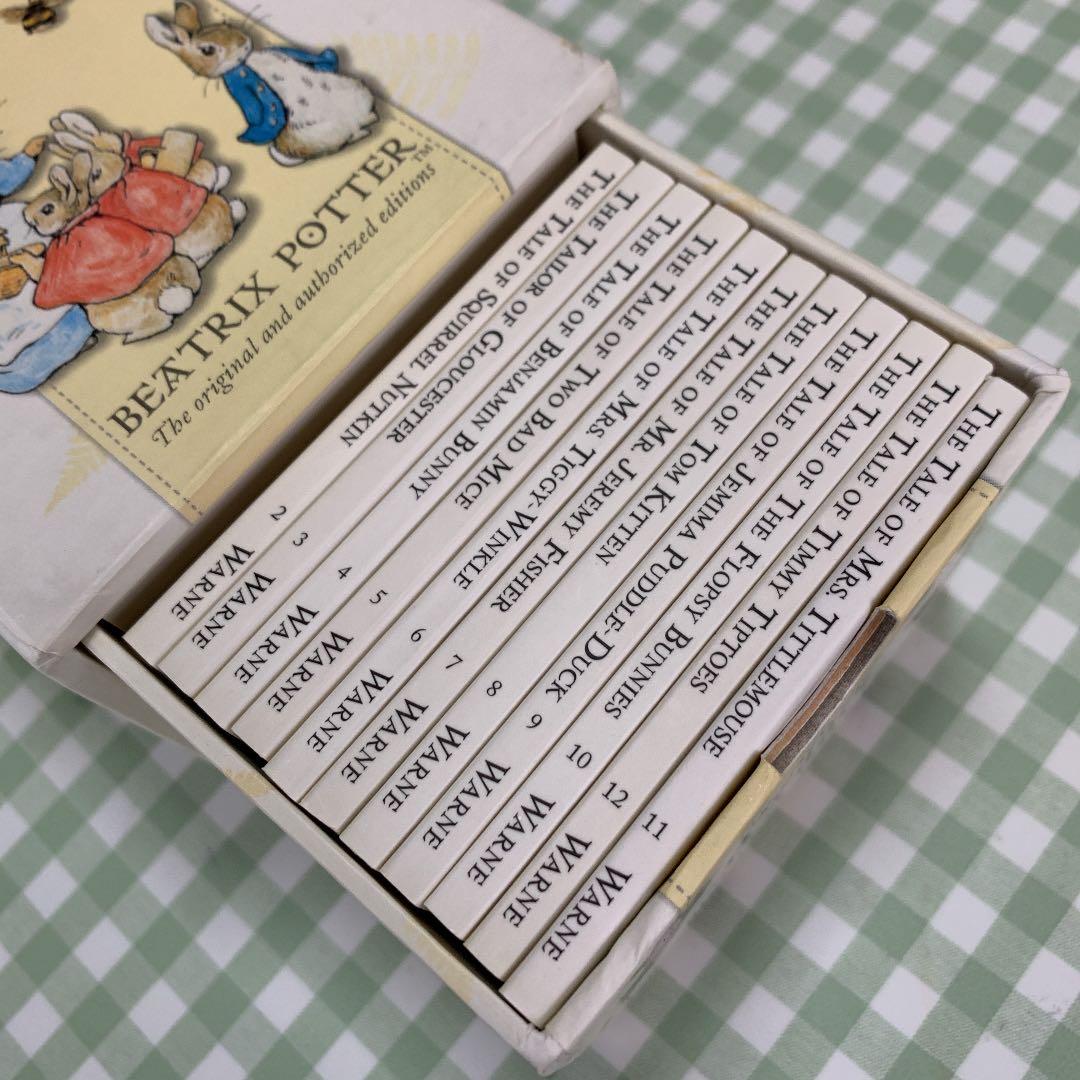 BEATRIX POTTER™
The original and authorized editions
THE TALE OF SQUIRREL NUTKIN 2 WARNE
THE TAILOR OF GLOUCESTER 3 WARNE
THE TALE OF BENJAMIN BUNNY 4 WARNE
THE TALE OF TWO BAD MICE 5 WARNE
THE TALE OF MRS. TIGGY-WINKLE 6 WARNE
THE TALE OF MR. JEREMY FISHER 7 WARNE
THE TALE OF TOM KITTEN 8 WARNE
THE TALE OF JEMIMA PUDDLE-DUCK 9 WARNE
THE TALE OF THE FLOPSY BUNNIES 10 WARNE
THE TALE OF TIMMY TIPTOES 12 WARNE
THE TALE OF MRS. TITTLEMOUSE 11 WARNE